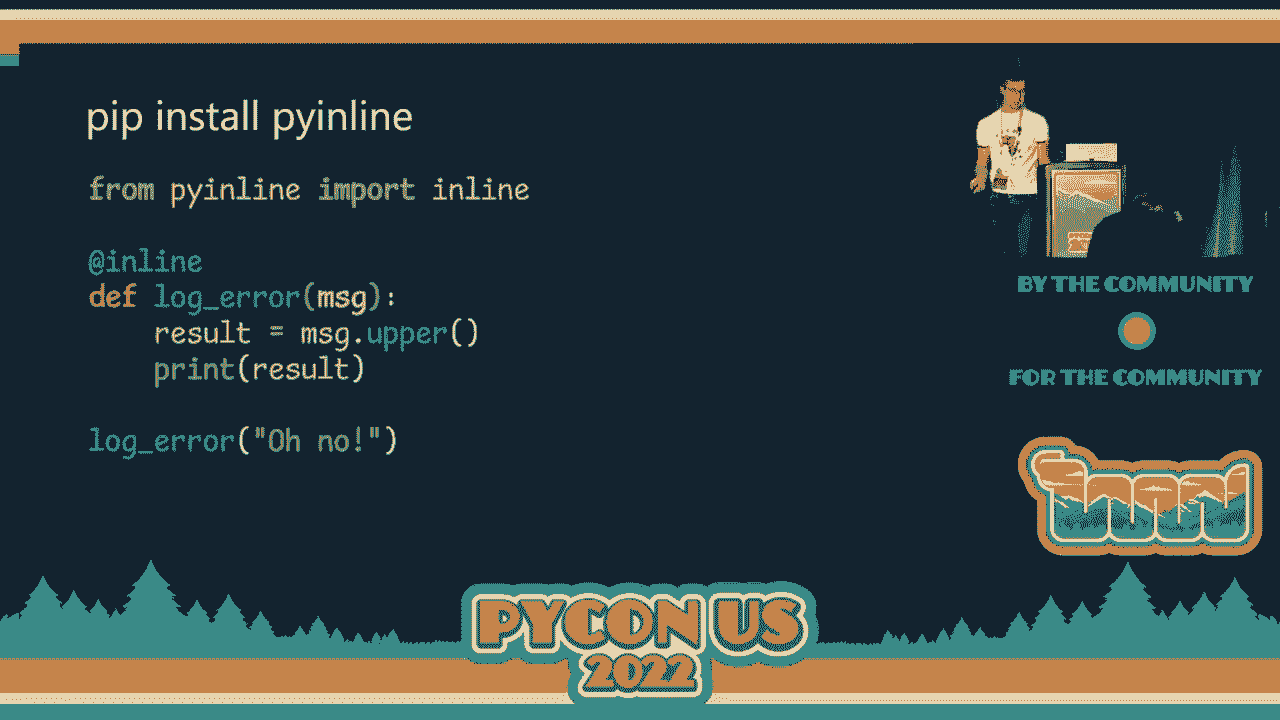 pip install pyinline
from pyinline import inline
@inline
def log_error(msg):
    result = msg.upper()
    print(result)
log_error("Oh no!")
BY THE COMMUNITY
FOR THE COMMUNITY
PYCON US
2022